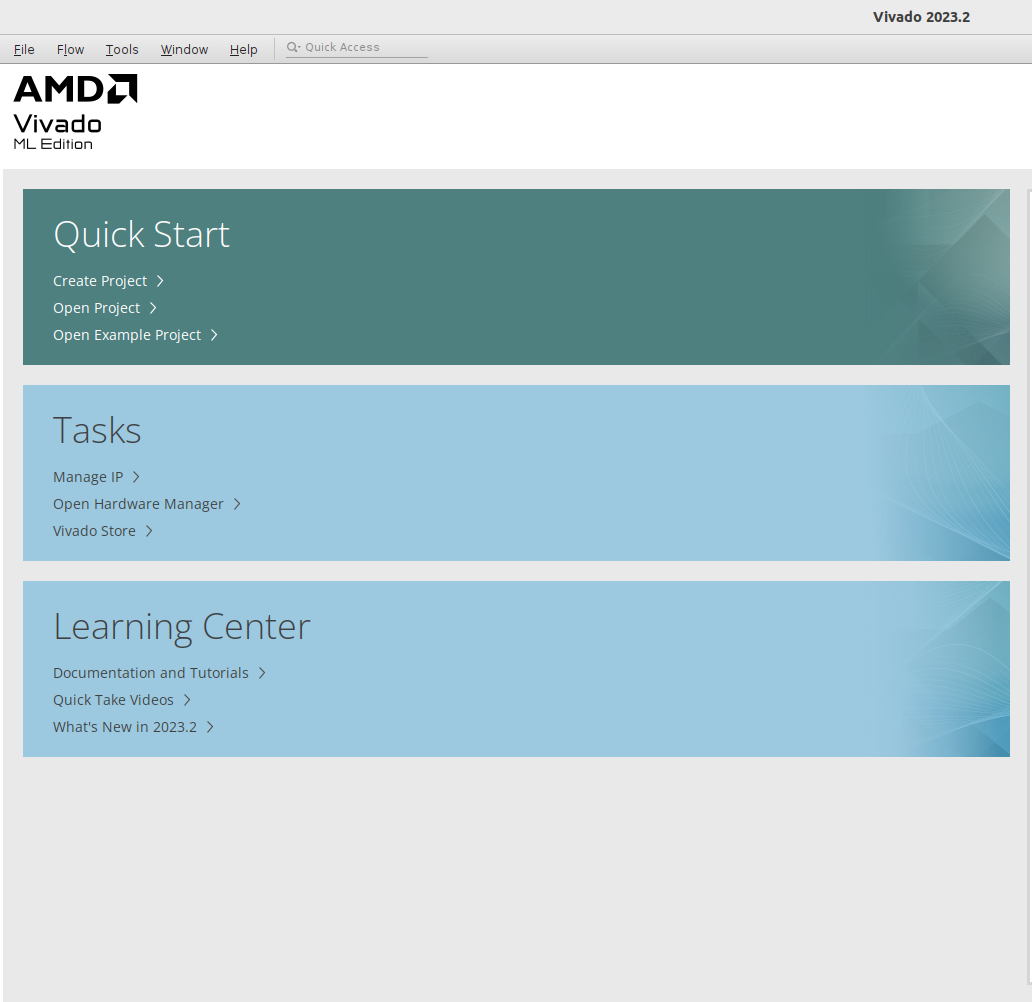 Vivado 2023.2
File Flow Tools Window Help Quick Access
AMD
Vivado
ML Edition
Quick Start
Create Project
Open Project
Open Example Project
Tasks
Manage IP
Open Hardware Manager
Vivado Store
Learning Center
Documentation and Tutorials
Quick Take Videos
What's New in 2023.2